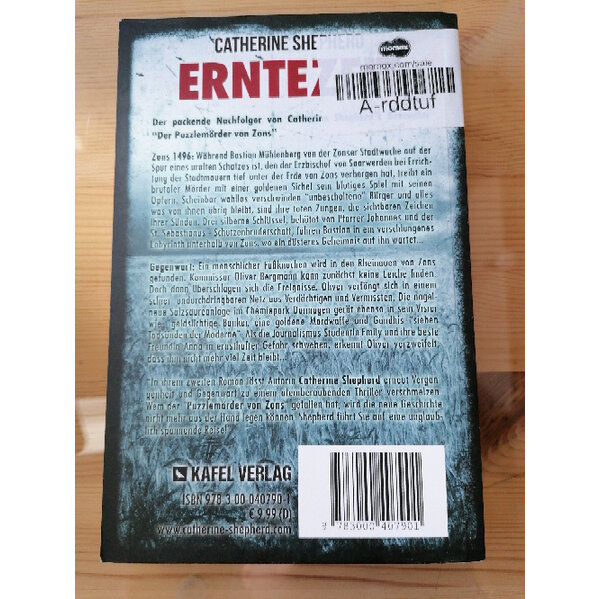 CATHERINE SHEPHERD
momox
momox.com/sale
ERNTEZ
A-rddtuf
Der packende Nachfolger von Catherin
"Der Puzzlemörder von Zons"
Zons 1496: Während Bastian Mühlenberg von der Zonser Stadtwache auf der
Spur eines uralten Schatzes ist, den der Erzbischof von Saarwerden bei Errich-
tung der Stadtmauern tief unter der Erde von Zons verborgen hat, treibt ein
brutaler Mörder mit einer goldenen Sichel sein blutiges Spiel mit seinen
Opfern. Scheinbar wahllos verschwinden "unbescholtene" Bürger und alles
was von ihnen übrig bleibt, sind ihre toten Zungen, die sichtbaren Zeichen
ihrer Sünden. Drei silberne Schlüssel, behütet von Pfarrer Johannes und der
St. Sebastianus - Schützenbruderschaft, führen Bastian in ein verschlungenes
Labyrinth unterhalb von Zons, wo ein düsteres Geheimnis auf ihn wartet...
Gegenwart: Ein menschlicher Fußknochen wird in den Rheinauen von Zons
gefunden. Kommissar Oliver Bergmann kann zunächst keine Leiche finden.
Doch dann überschlagen sich die Ereignisse. Oliver verfängt sich in einem
schier undurchdringbaren Netz aus Verdächtigen und Vermissten. Die nagel-
neue Salzsäureanlage im Chemiepark Dormagen gerät ebenso in sein Visier
wie geldsüchtige Banker, eine goldene Mordwaffe und Gandhis "sieben
Todsünden der Moderne". Als die Journalismus Studentin Emily und ihre beste
Freundin Anna in ernsthafter Gefahr schweben, erkennt Oliver verzweifelt,
dass ihm nicht mehr viel Zeit bleibt...
In ihrem zweiten Roman lässt Autorin Catherine Shepherd erneut Vergan
genheit und Gegenwart zu einem atemberaubenden Thriller verschmelzen
Wem der "Puzzlemörder von Zons" gefallen hat, wird die neue Geschichte
nicht mehr aus der Hand legen können. Shepherd führt Sie auf eine unglaub-
lich spannende Reise!
KAFEL VERLAG
ISBN 978-3-00-040790-1
€ 9,99 (D)
www.catherine-shepherd.com
9 783000 407901